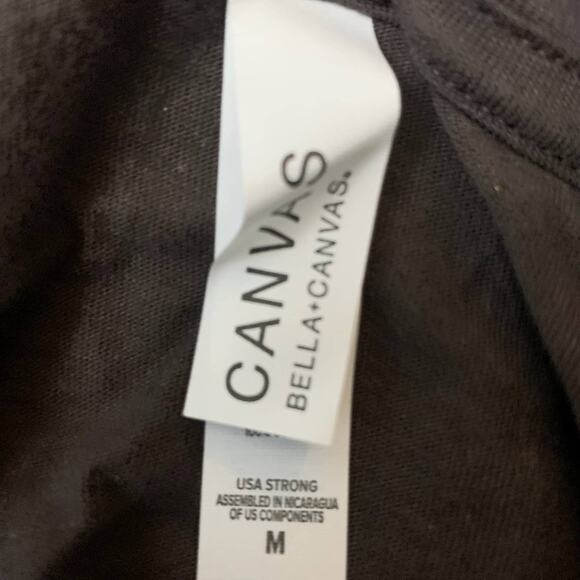 CANVAS
BELLA+CANVAS.
USA STRONG
ASSEMBLED IN NICARAGUA
OF US COMPONENTS
M